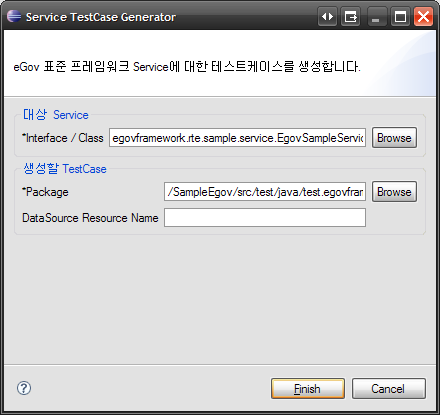 Service TestCase Generator
eGov 표준 프레임워크 Service에 대한 테스트케이스를 생성합니다.
대상 Service
*Interface / Class egovframework.rte.sample.service.EgovSampleServic Browse
생성할 TestCase
*Package /SampleEgov/src/test/java/test.egovfran Browse
DataSource Resource Name
? Finish Cancel